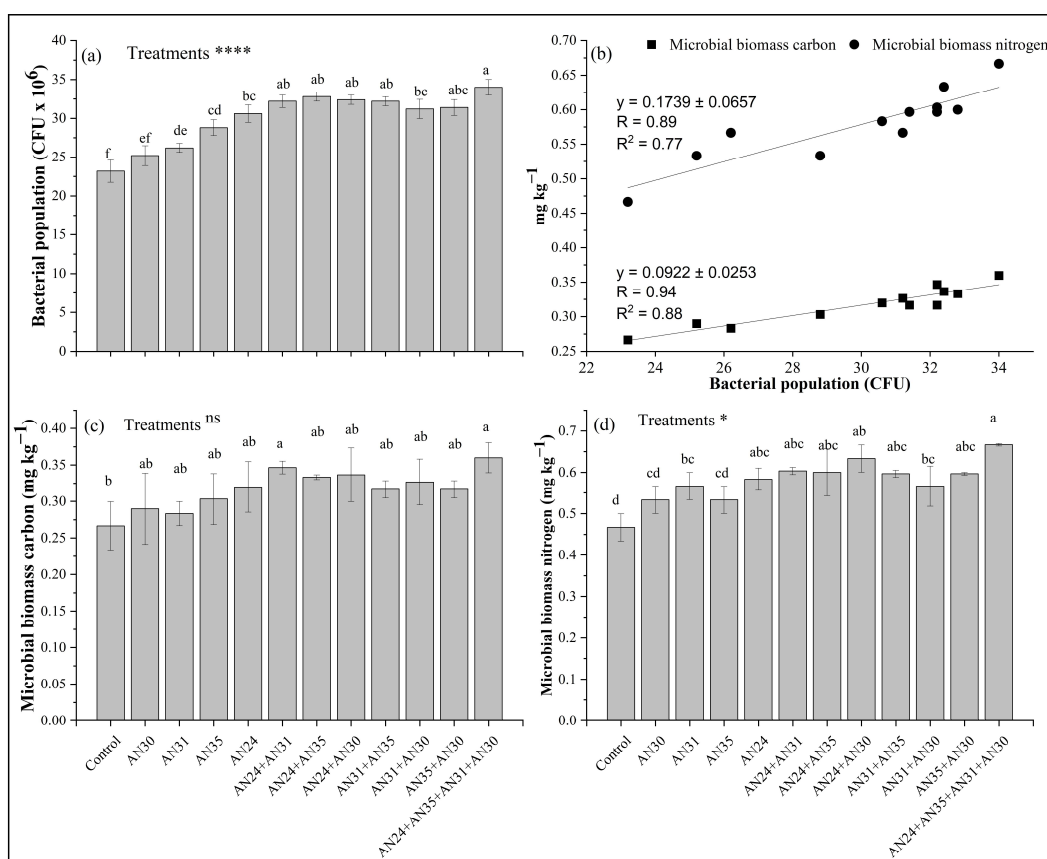 (a) Treatments ****
Bacterial population (CFU x 10⁶)
40
35
30
25
20
15
10
5
0
f
ef
de
cd
bc
ab
ab
ab
ab
bc
abc
a
(b) Microbial biomass carbon Microbial biomass nitrogen
mg kg⁻¹
0.65
0.60
0.55
0.50
0.45
0.40
0.35
0.30
0.25
y = 0.1739 ± 0.0657
R = 0.89
R² = 0.77
y = 0.0922 ± 0.0253
R = 0.94
R² = 0.88
22 24 26 28 30 32 34
Bacterial population (CFU)
(c) Treatments ns
Microbial biomass carbon (mg kg⁻¹)
0.40
0.35
0.30
0.25
0.20
0.15
0.10
0.05
0.00
b
ab
ab
ab
ab
a
ab
ab
ab
ab
ab
a
Control
AN30
AN31
AN35
AN24
AN24+AN31
AN24+AN35
AN24+AN30
AN31+AN35
AN31+AN30
AN35+AN30
AN24+AN35+AN31+AN30
(d) Treatments *
Microbial biomass nitrogen (mg kg⁻¹)
0.7
0.6
0.5
0.4
0.3
0.2
0.1
0.0
d
cd
bc
cd
abc
abc
abc
ab
abc
bc
abc
a
Control
AN30
AN31
AN35
AN24
AN24+AN31
AN24+AN35
AN24+AN30
AN31+AN35
AN31+AN30
AN35+AN30
AN24+AN35+AN31+AN30